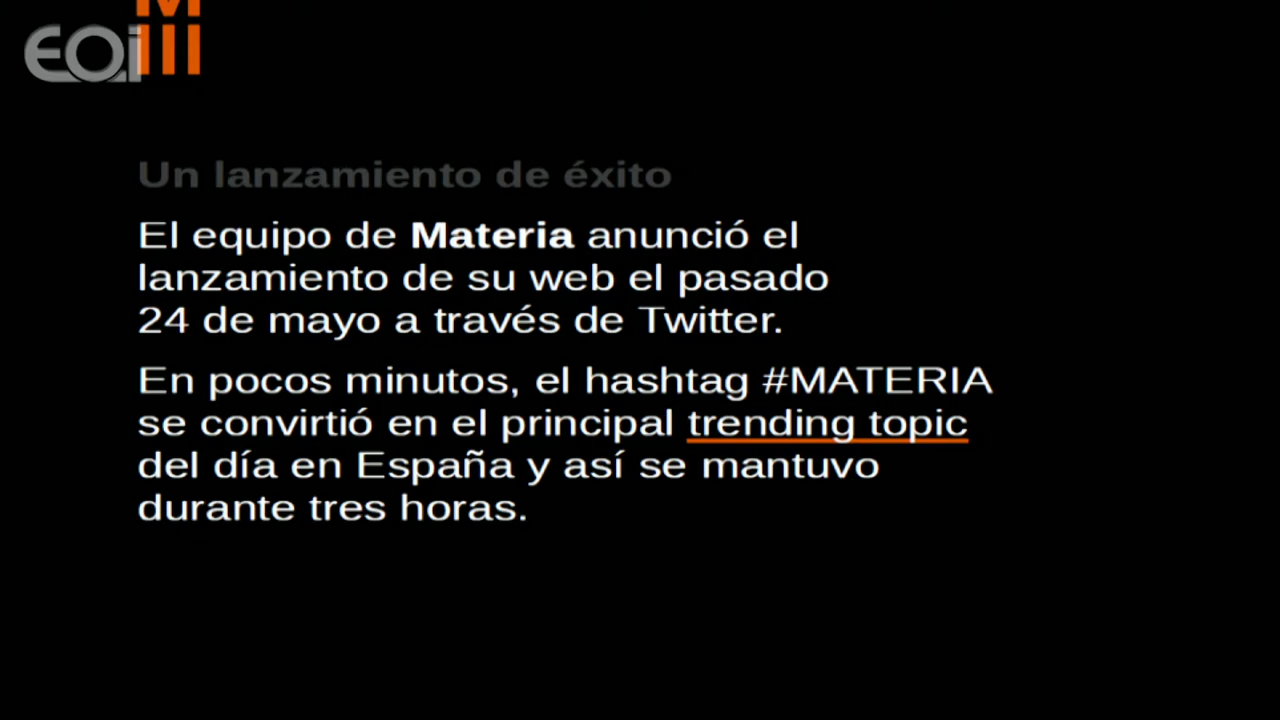 EOi
M
Un lanzamiento de éxito
El equipo de Materia anunció el
lanzamiento de su web el pasado
24 de mayo a través de Twitter.
En pocos minutos, el hashtag #MATERIA
se convirtió en el principal trending topic
del día en España y así se mantuvo
durante tres horas.